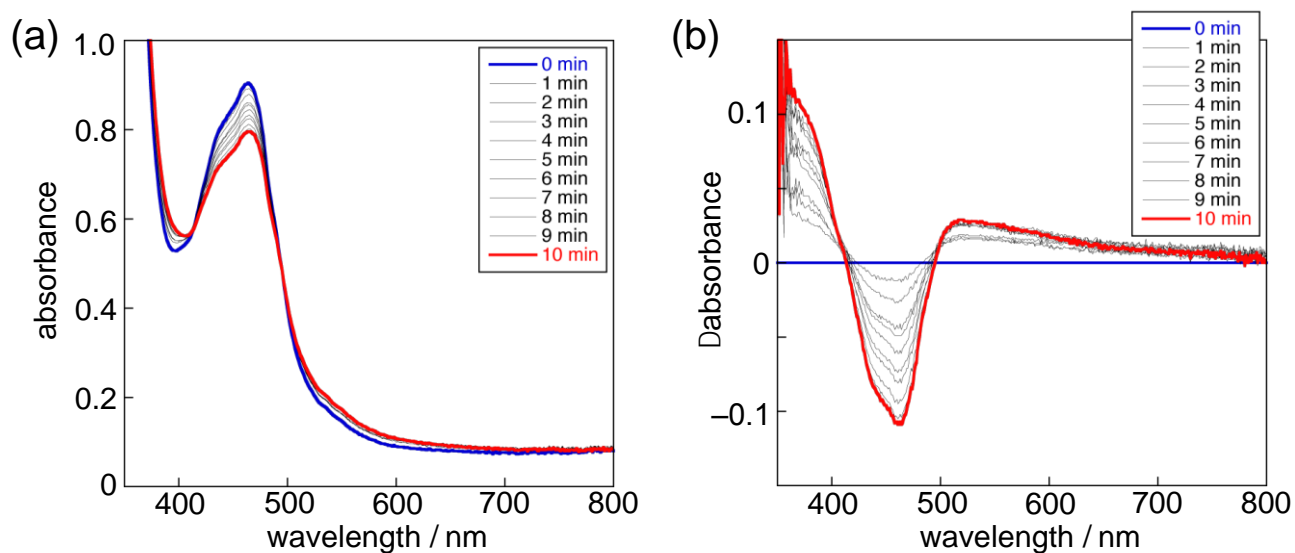 (a)
1.0
0.8
0.6
0.4
0.2
0
absorbance
0 min
1 min
2 min
3 min
4 min
5 min
6 min
7 min
8 min
9 min
10 min
400 500 600 700 800
wavelength / nm
(b)
0.1
0
–0.1
Dabsorbance
0 min
1 min
2 min
3 min
4 min
5 min
6 min
7 min
8 min
9 min
10 min
400 500 600 700 800
wavelength / nm